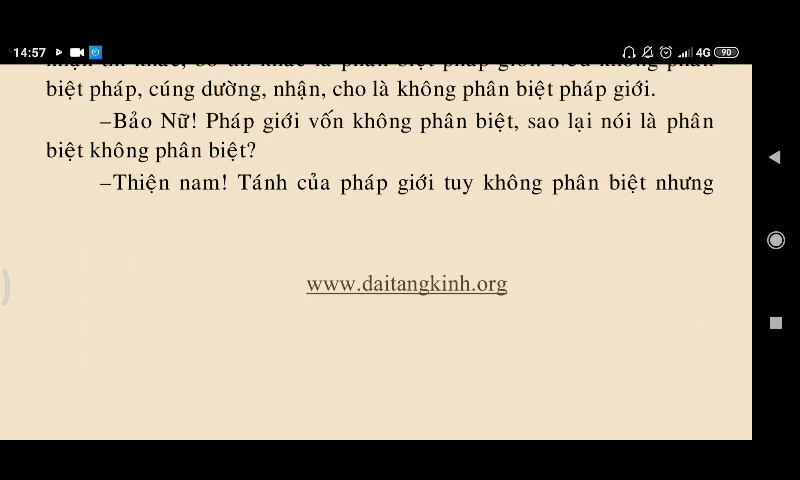 14:57 4G 90
biệt pháp, cúng dường, nhận, cho là không phân biệt pháp giới.
–Bảo Nữ! Pháp giới vốn không phân biệt, sao lại nói là phân
biệt không phân biệt?
–Thiện nam! Tánh của pháp giới tuy không phân biệt nhưng
www.daitangkinh.org